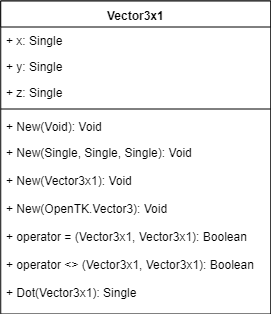 Vector3x1
+ x: Single
+ y: Single
+ z: Single
+ New(Void): Void
+ New(Single, Single, Single): Void
+ New(Vector3x1): Void
+ New(OpenTK.Vector3): Void
+ operator = (Vector3x1, Vector3x1): Boolean
+ operator <> (Vector3x1, Vector3x1): Boolean
+ Dot(Vector3x1): Single